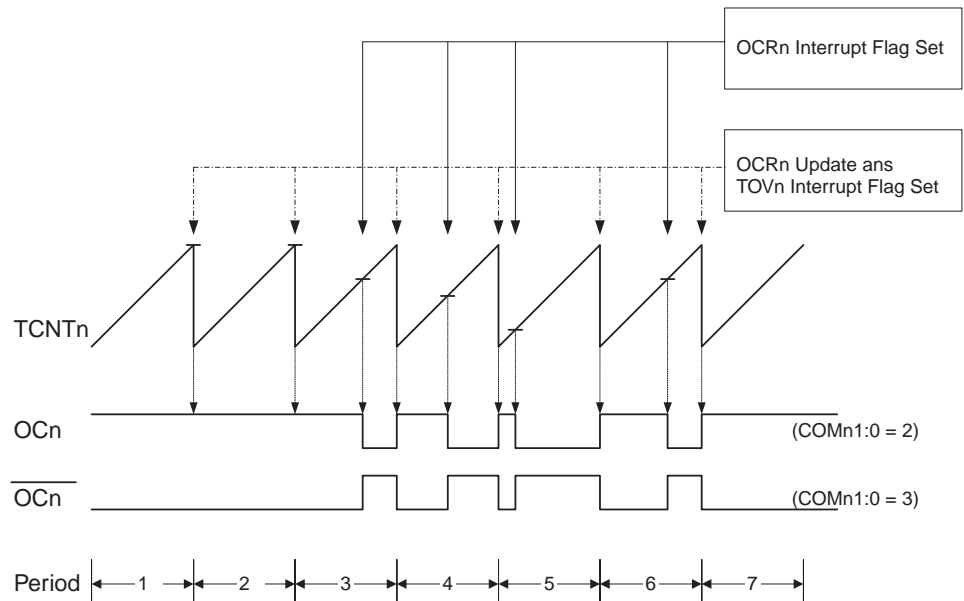 OCRn Interrupt Flag Set
OCRn Update ans
TOVn Interrupt Flag Set
TCNTn
OCn
(COMn1:0 = 2)
OCn
(COMn1:0 = 3)
Period
1
2
3
4
5
6
7